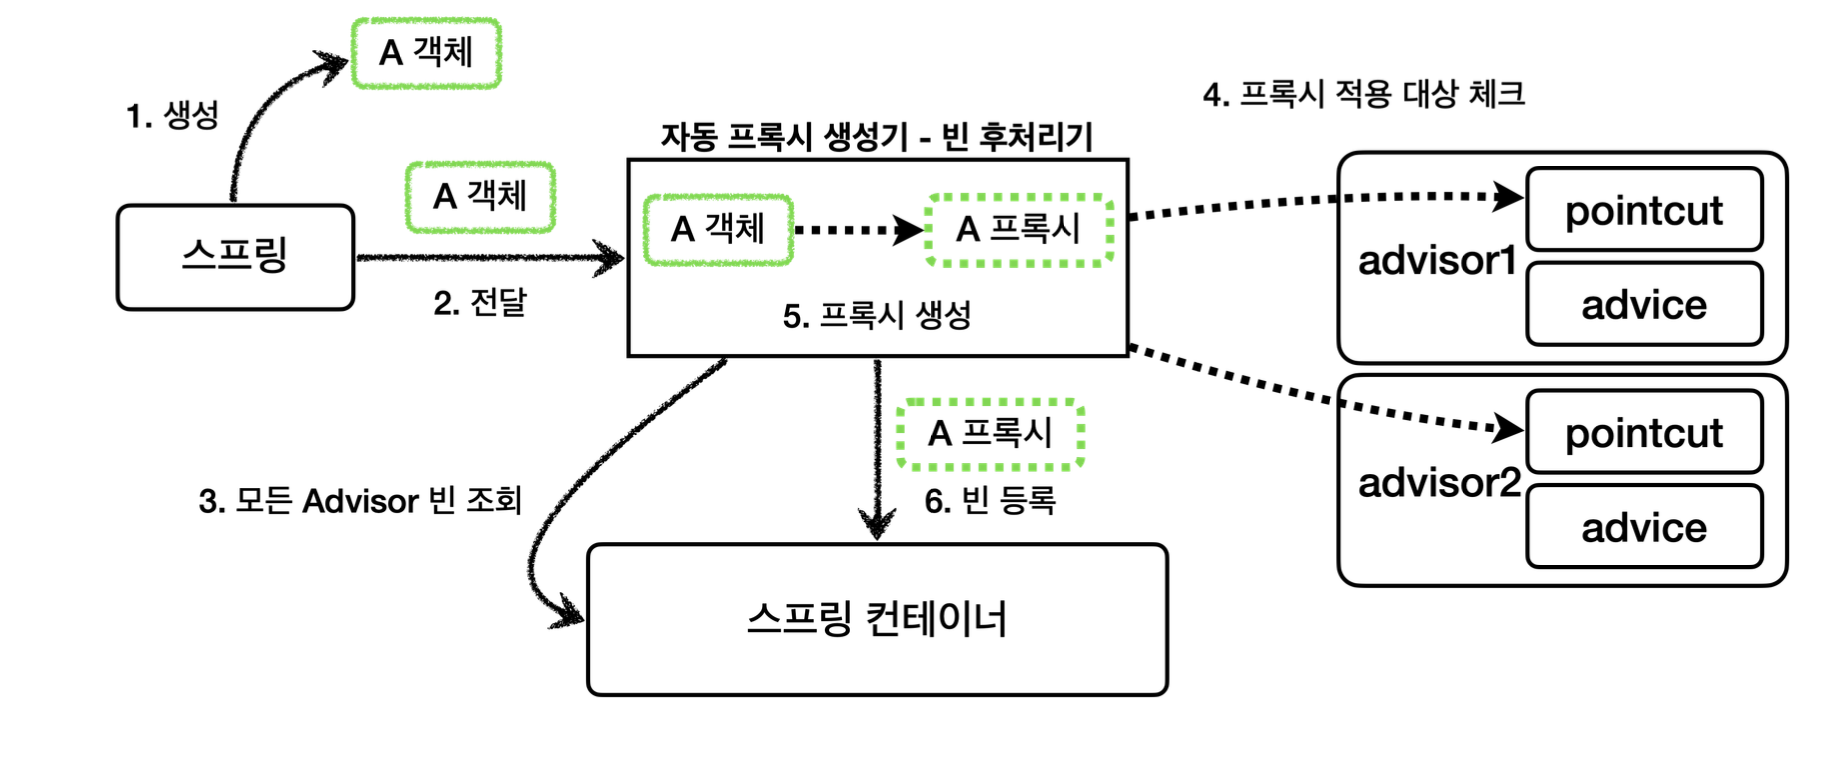 A 객체
1. 생성
4. 프록시 적용 대상 체크
자동 프록시 생성기 - 빈 후처리기
A 객체
스프링
2. 전달
A 객체
A 프록시
5. 프록시 생성
pointcut
advisor1
advice
A 프록시
3. 모든 Advisor 빈 조회
6. 빈 등록
pointcut
advisor2
advice
스프링 컨테이너